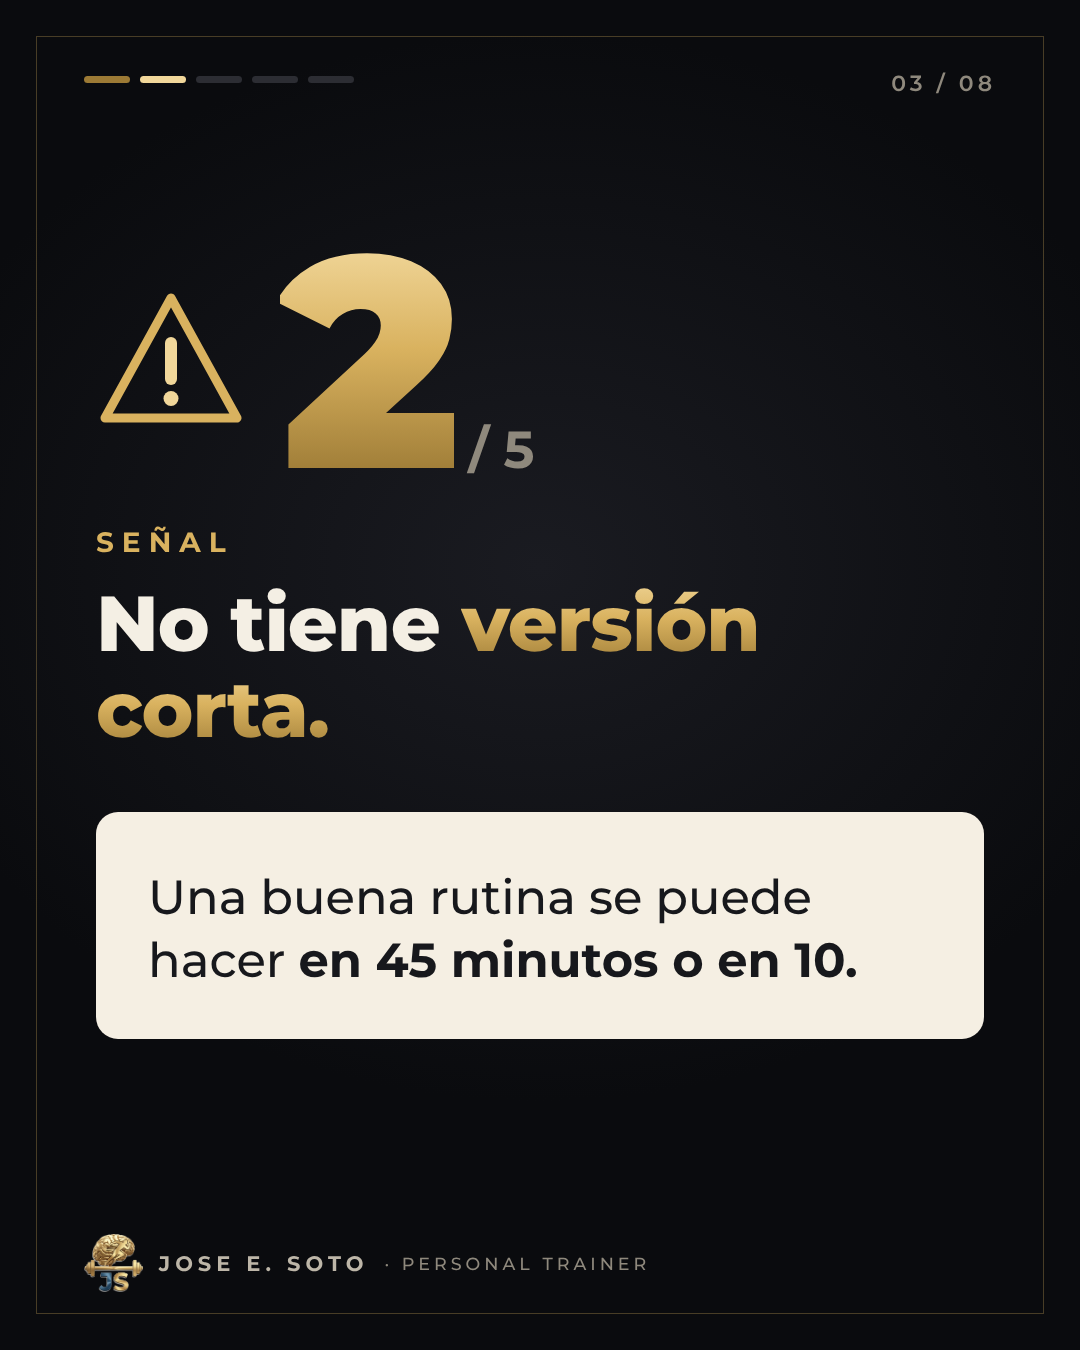 03 / 08
2 / 5
SEÑAL
No tiene versión
corta.
Una buena rutina se puede
hacer en 45 minutos o en 10.
JS
JOSE E. SOTO · PERSONAL TRAINER